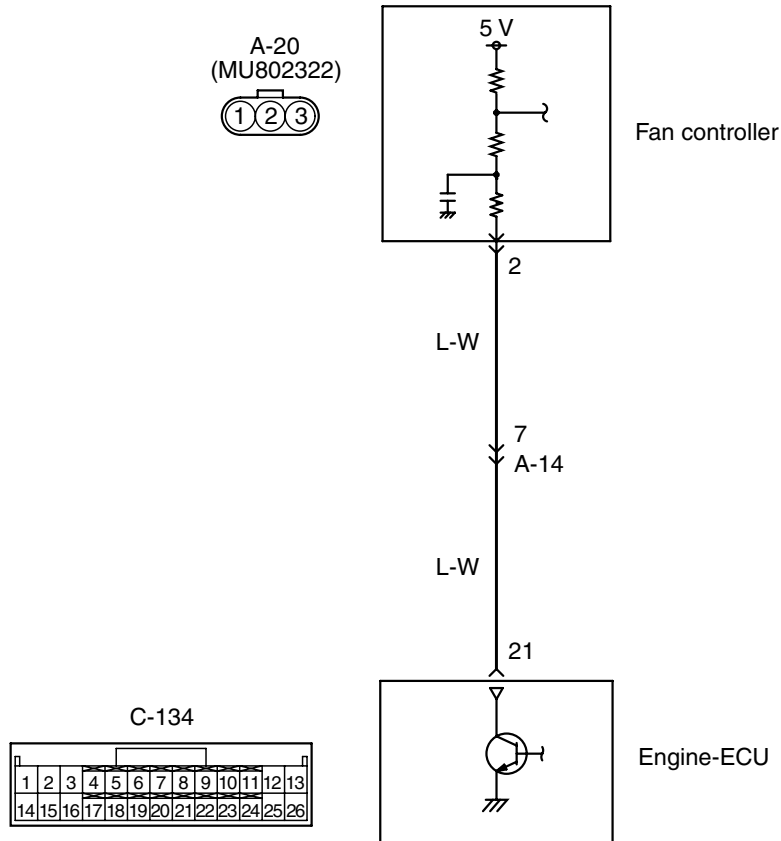 5 V
A-20
(MU802322)
1 2 3
Fan controller
2
L-W
7
A-14
L-W
21
C-134
Engine-ECU
1 2 3 4 5 6 7 8 9 10 11 12 13
14 15 16 17 18 19 20 21 22 23 24 25 26